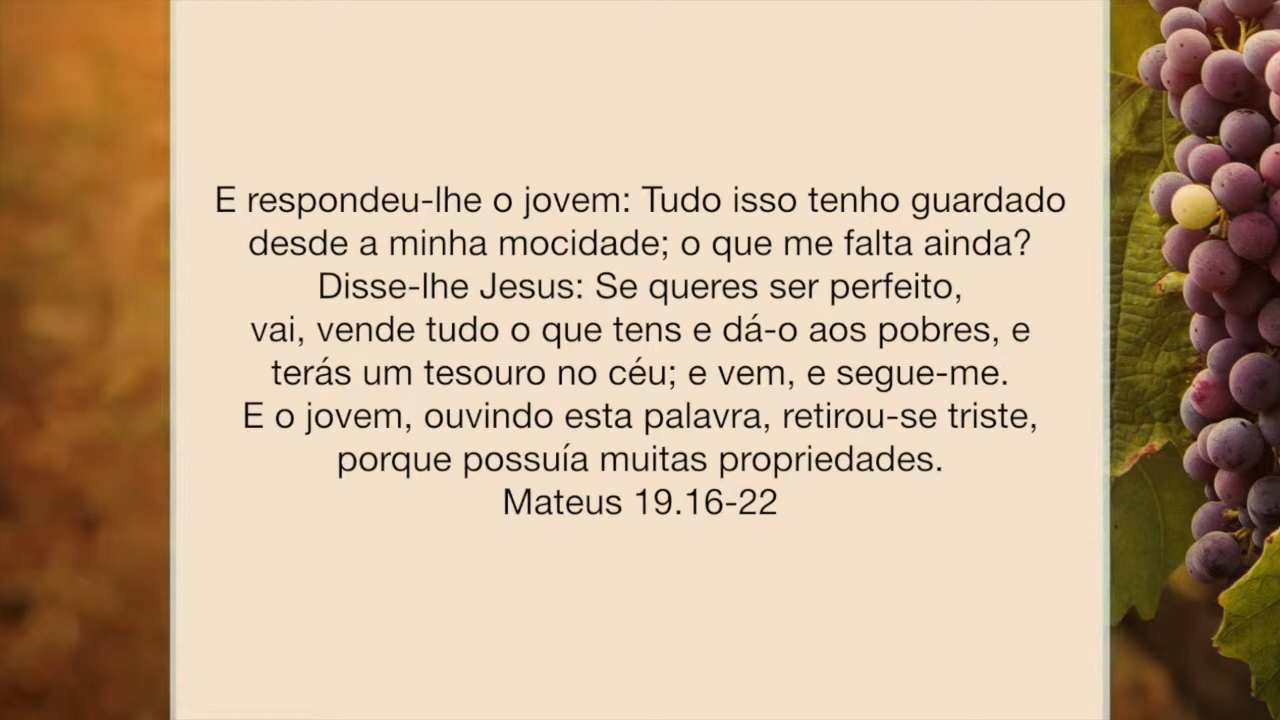 E respondeu-lhe o jovem: Tudo isso tenho guardado
desde a minha mocidade; o que me falta ainda?
Disse-lhe Jesus: Se queres ser perfeito,
vai, vende tudo o que tens e dá-o aos pobres, e
terás um tesouro no céu; e vem, e segue-me.
E o jovem, ouvindo esta palavra, retirou-se triste,
porque possuía muitas propriedades.
Mateus 19.16-22